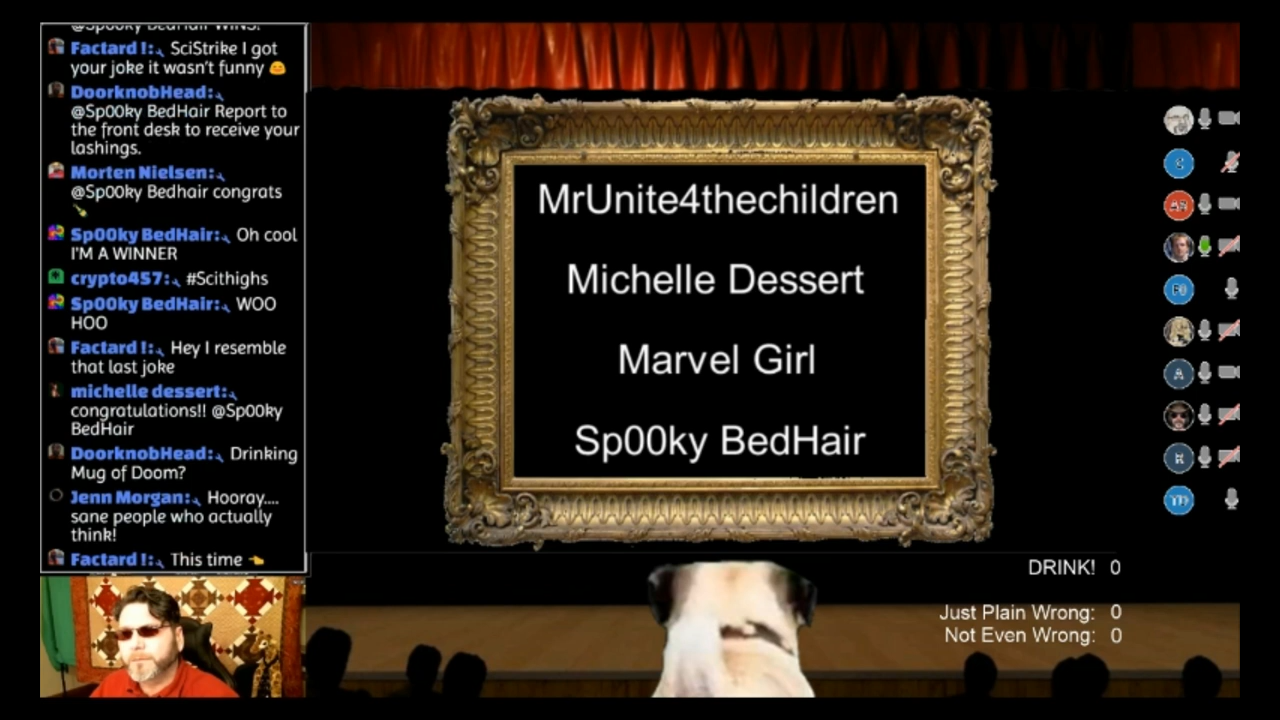 @Sp00ky BedHair WINS!
Factard !: SciStrike I got
your joke it wasn't funny
DoorknobHead:
@Sp00ky BedHair Report to
the front desk to receive your
lashings.
Morten Nielsen:
@Sp00ky Bedhair congrats
Sp00ky BedHair: Oh cool
I'M A WINNER
crypto457: #Scithighs
Sp00ky BedHair: WOO
HOO
Factard !: Hey I resemble
that last joke
michelle dessert:
congratulations!! @Sp00ky
BedHair
DoorknobHead: Drinking
Mug of Doom?
Jenn Morgan: Hooray....
sane people who actually
think!
Factard !: This time
MrUnite4thechildren
Michelle Dessert
Marvel Girl
Sp00ky BedHair
DRINK! 0
Just Plain Wrong: 0
Not Even Wrong: 0
S
A
K